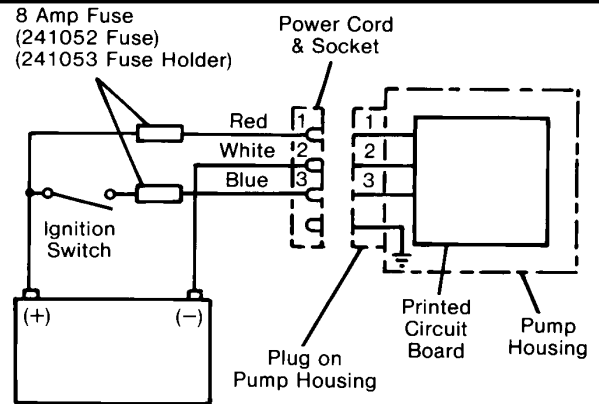 8 Amp Fuse
(241052 Fuse)
(241053 Fuse Holder)
Power Cord
& Socket
Red
1
1
White
2
2
Blue
3
3
Ignition
Switch
(+)
(−)
Printed
Circuit
Board
Pump
Housing
Plug on
Pump Housing